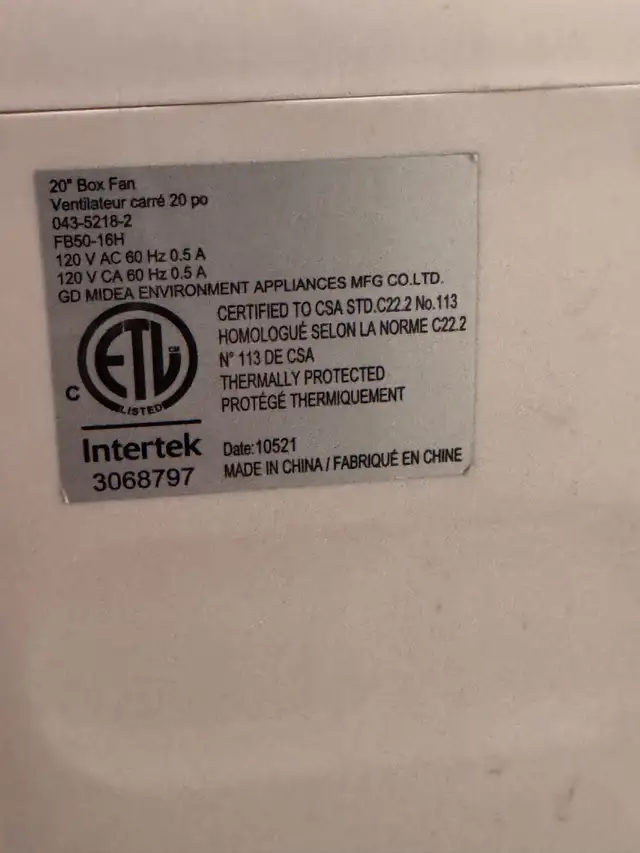 20" Box Fan
Ventilateur carré 20 po
043-5218-2
FB50-16H
120 V AC 60 Hz 0.5 A
120 V CA 60 Hz 0.5 A
GD MIDEA ENVIRONMENT APPLIANCES MFG CO.LTD.
CERTIFIED TO CSA STD.C22.2 No.113
HOMOLOGUÉ SELON LA NORME C22.2
N° 113 DE CSA
THERMALLY PROTECTED
PROTÉGÉ THERMIQUEMENT
C
ETL
CM
LISTED
Intertek
3068797
Date:10521
MADE IN CHINA / FABRIQUÉ EN CHINE